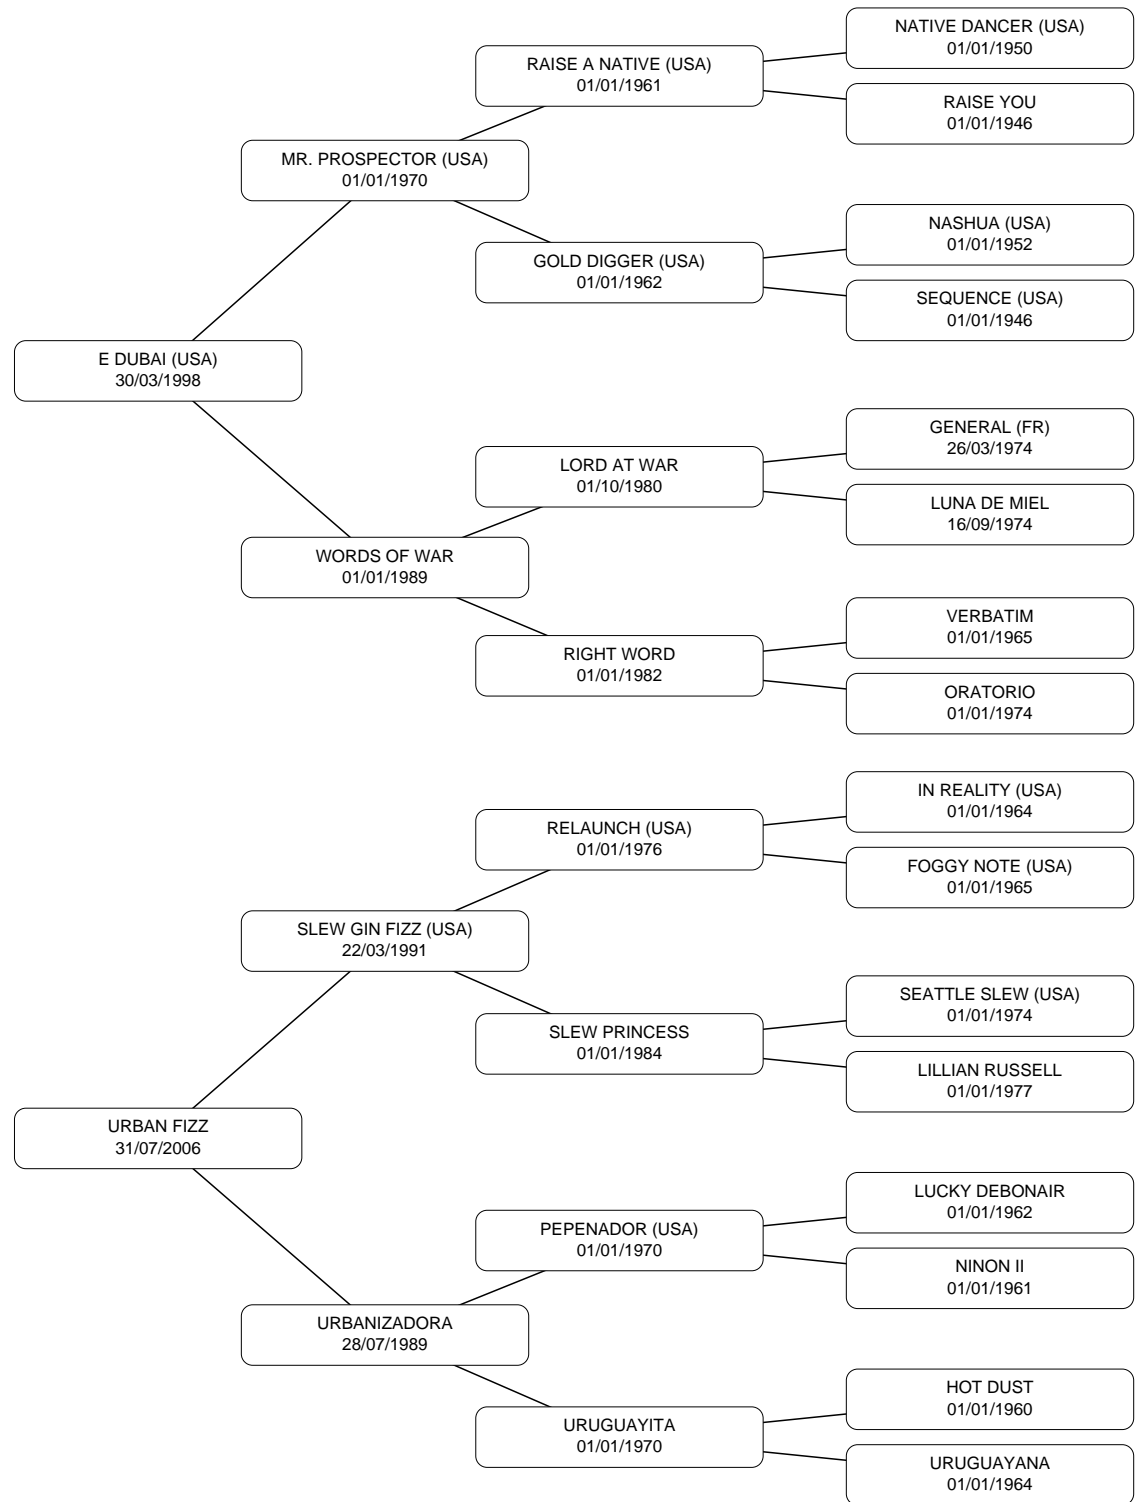 NATIVE DANCER (USA)
01/01/1950
RAISE A NATIVE (USA)
01/01/1961
RAISE YOU
01/01/1946
MR. PROSPECTOR (USA)
01/01/1970
NASHUA (USA)
01/01/1952
GOLD DIGGER (USA)
01/01/1962
SEQUENCE (USA)
01/01/1946
E DUBAI (USA)
30/03/1998
GENERAL (FR)
26/03/1974
LORD AT WAR
01/10/1980
LUNA DE MIEL
16/09/1974
WORDS OF WAR
01/01/1989
VERBATIM
01/01/1965
RIGHT WORD
01/01/1982
ORATORIO
01/01/1974
IN REALITY (USA)
01/01/1964
RELAUNCH (USA)
01/01/1976
FOGGY NOTE (USA)
01/01/1965
SLEW GIN FIZZ (USA)
22/03/1991
SEATTLE SLEW (USA)
01/01/1974
SLEW PRINCESS
01/01/1984
LILLIAN RUSSELL
01/01/1977
URBAN FIZZ
31/07/2006
LUCKY DEBONAIR
01/01/1962
PEPENADOR (USA)
01/01/1970
NINON II
01/01/1961
URBANIZADORA
28/07/1989
HOT DUST
01/01/1960
URUGUAYITA
01/01/1970
URUGUAYANA
01/01/1964